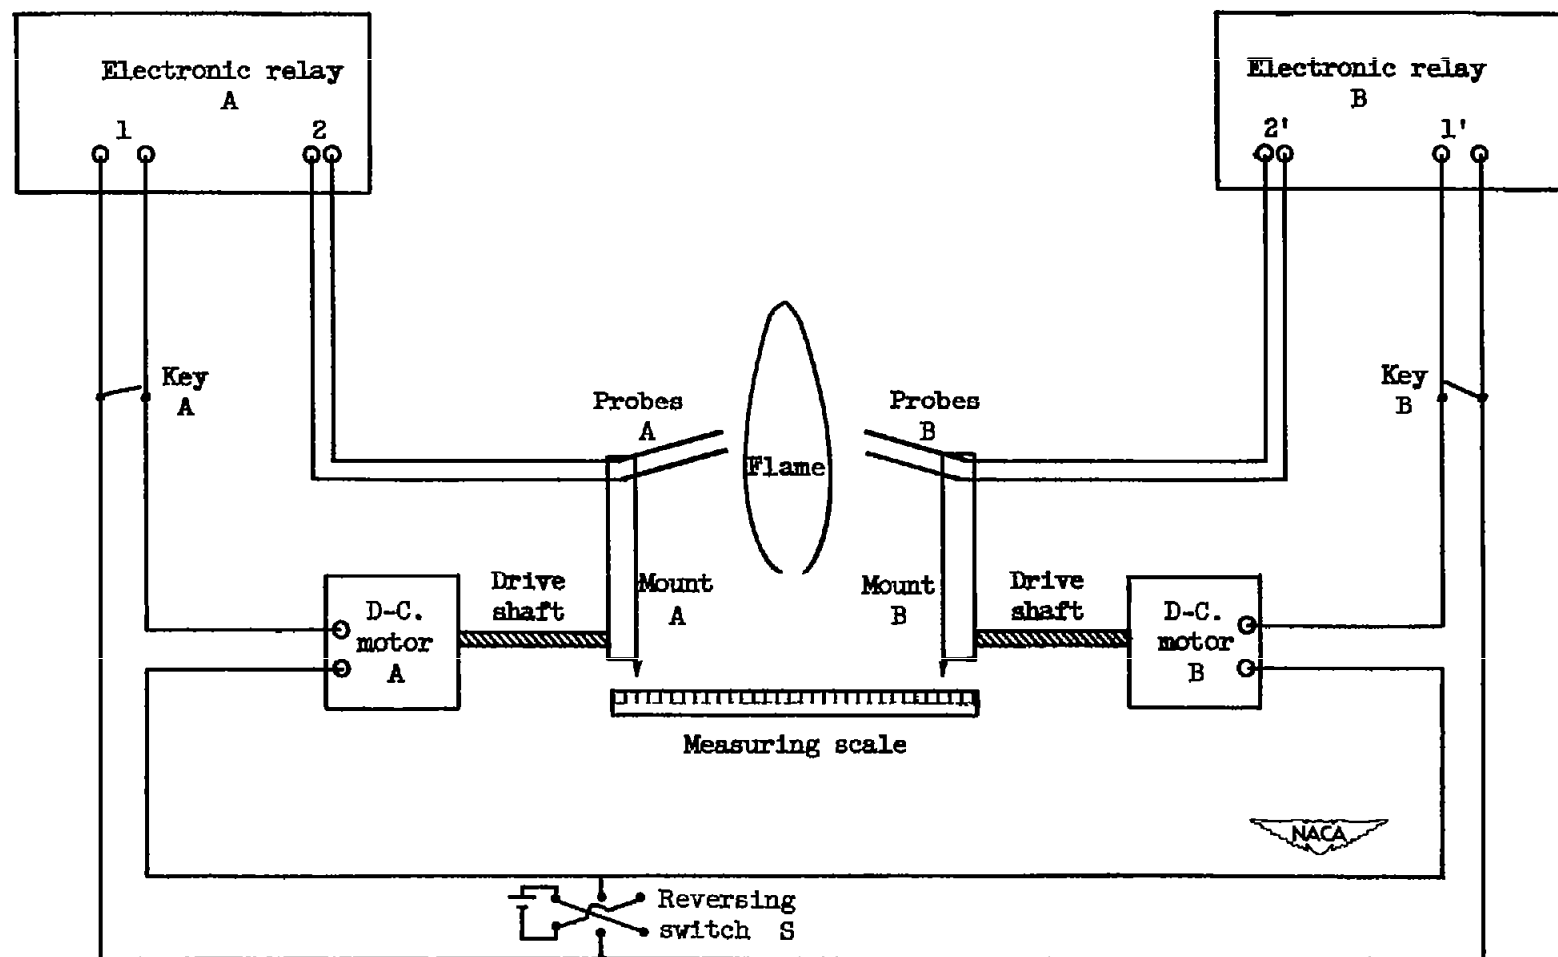 Electronic relay
A
1
2
Electronic relay
B
2'
1'
Key
A
Probes
A
Probes
B
Key
B
Flame
D-C.
motor
A
Drive
shaft
Mount
A
Mount
B
Drive
shaft
D-C.
motor
B
Measuring scale
NACA
Reversing
switch S